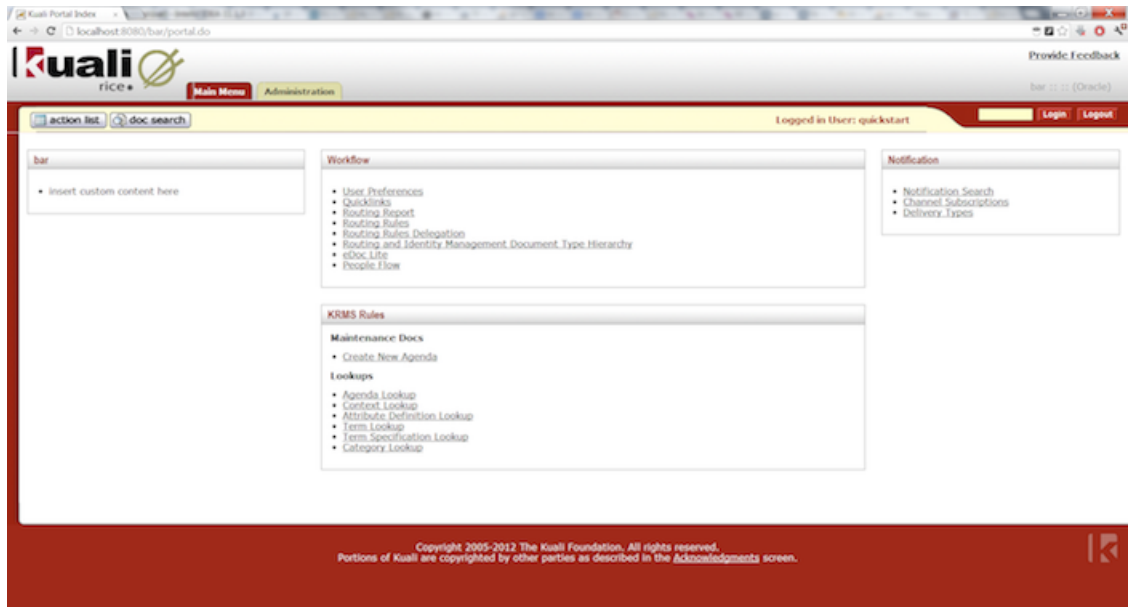 Kuali Portal Index
localhost:8080/bar/portal.do
kuali
rice
Provide Feedback
Main Menu
Administration
bar :: :: (Oracle)
action list
doc search
Logged in User: quickstart
Login
Logout
bar
• insert custom content here
Workflow
• User Preferences
• Quicklinks
• Routing Report
• Routing Rules
• Routing Rules Delegation
• Routing and Identity Management Document Type Hierarchy
• eDoc Lite
• People Flow
KRMS Rules
Maintenance Docs
• Create New Agenda
Lookups
• Agenda Lookup
• Context Lookup
• Attribute Definition Lookup
• Term Lookup
• Term Specification Lookup
• Category Lookup
Notification
• Notification Search
• Channel Subscriptions
• Delivery Types
Copyright 2005-2012 The Kuali Foundation. All rights reserved.
Portions of Kuali are copyrighted by other parties as described in the Acknowledgments screen.